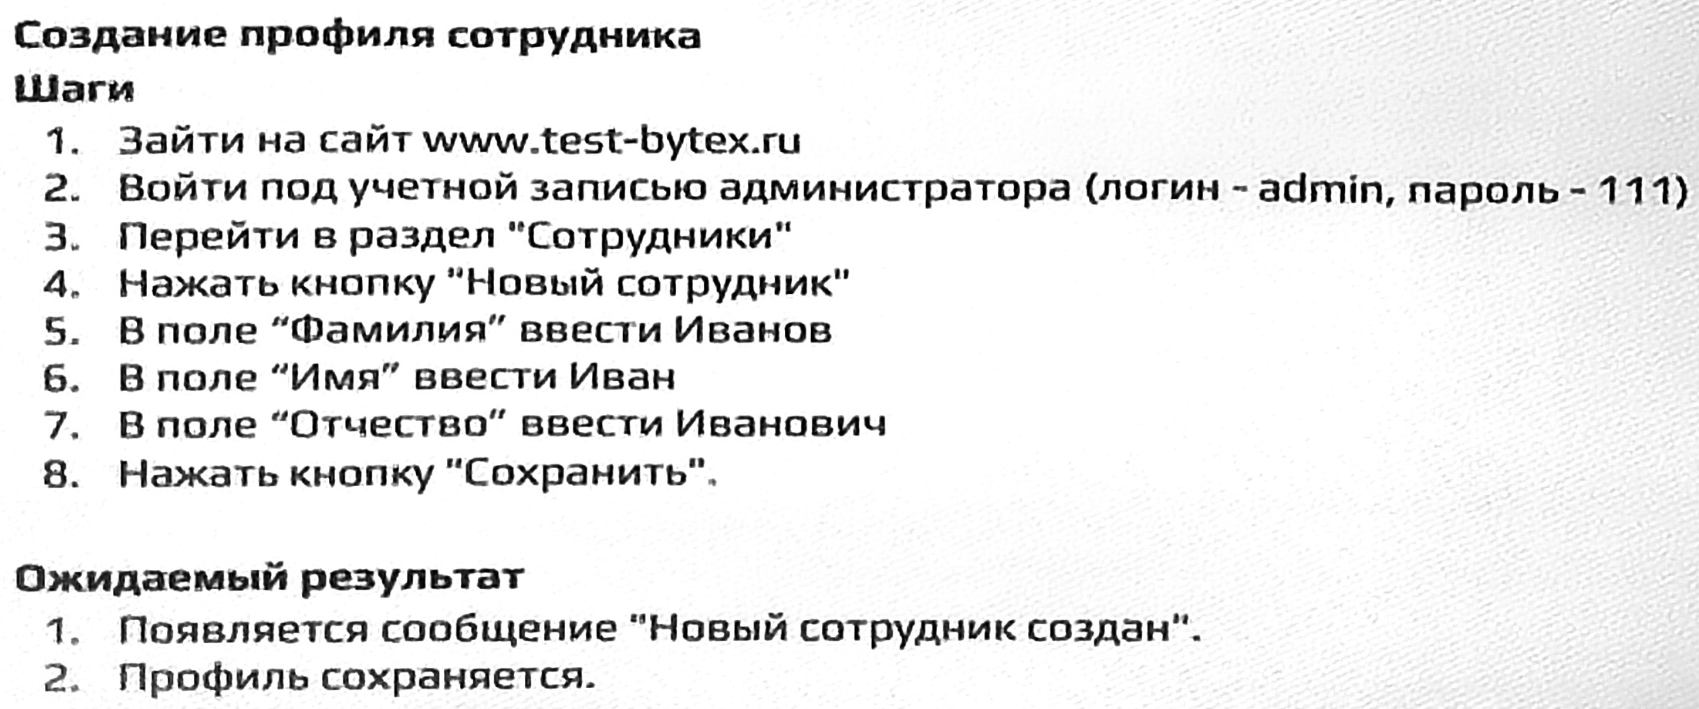 Создание профиля сотрудника
Шаги
1. Зайти на сайт www.test-bytex.ru
2. Войти под учетной записью администратора (логин - admin, пароль - 111)
3. Перейти в раздел "Сотрудники"
4. Нажать кнопку "Новый сотрудник"
5. В поле “Фамилия” ввести Иванов
6. В поле “Имя” ввести Иван
7. В поле “Отчество” ввести Иванович
8. Нажать кнопку "Сохранить".
Ожидаемый результат
1. Появляется сообщение "Новый сотрудник создан".
2. Профиль сохраняется.